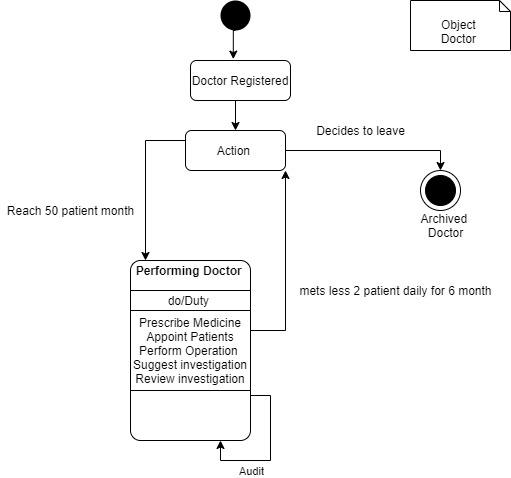 Object
Doctor
Doctor Registered
Action
Decides to leave
Archived
Doctor
Reach 50 patient month
Performing Doctor
do/Duty
Prescribe Medicine
Appoint Patients
Perform Operation
Suggest investigation
Review investigation
mets less 2 patient daily for 6 month
Audit